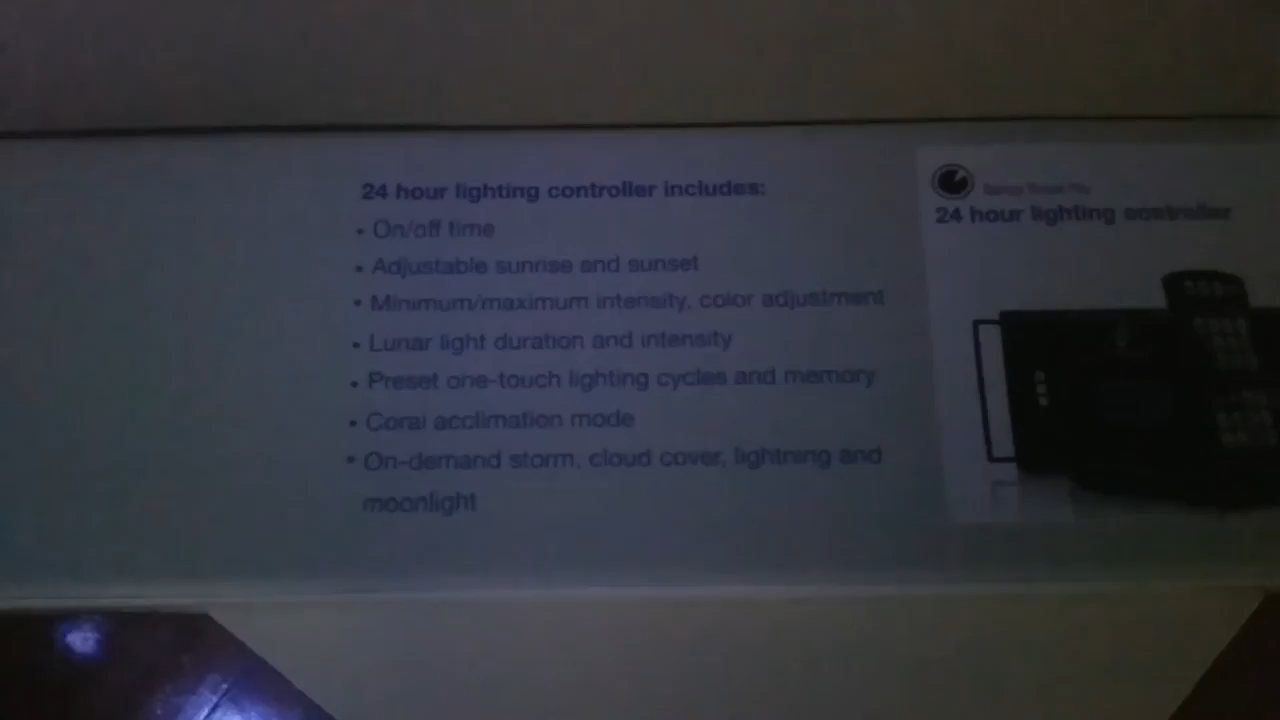 24 hour lighting controller includes:
• On/off time
• Adjustable sunrise and sunset
• Minimum/maximum intensity, color adjustment
• Lunar light duration and intensity
• Preset one-touch lighting cycles and memory
• Coral acclimation mode
• On-demand storm, cloud cover, lightning and
moonlight
24 hour lighting controller